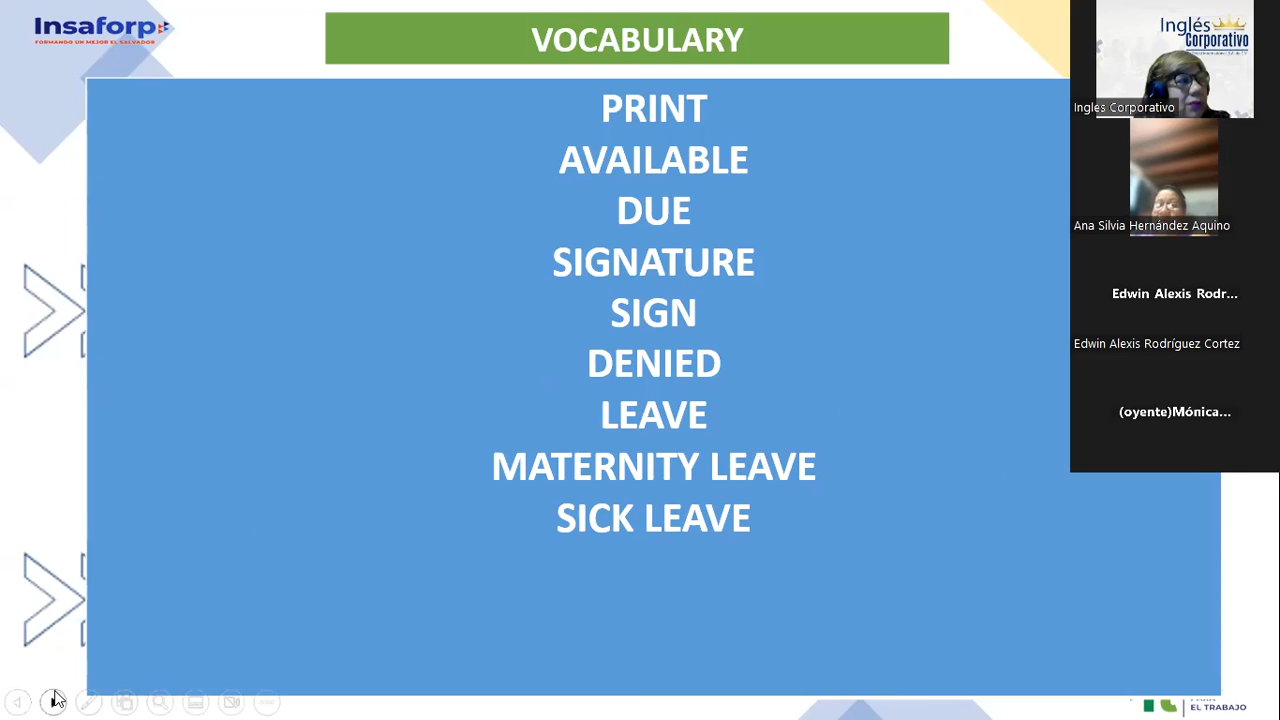 Insaforp
FORMANDO UN MEJOR EL SALVADOR
VOCABULARY
PRINT
AVAILABLE
DUE
SIGNATURE
SIGN
DENIED
LEAVE
MATERNITY LEAVE
SICK LEAVE
Inglés
Corporativo
Ingles Corporativo
Ana Silvia Hernández Aquino
Edwin Alexis Rodr...
Edwin Alexis Rodríguez Cortez
(oyente)Mónica...
EL TRABAJO